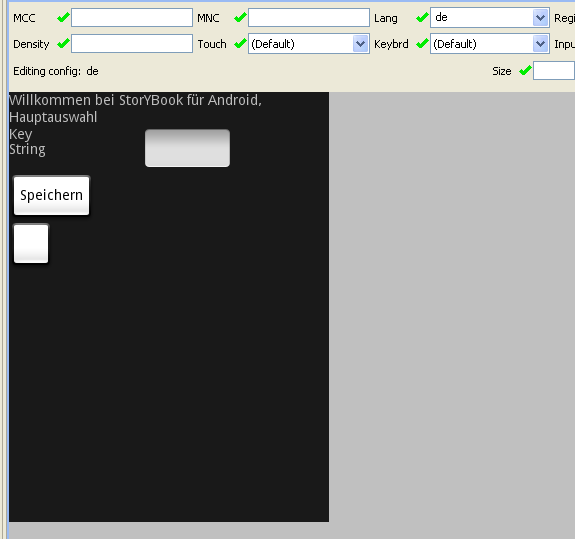 MCC MNC Lang de Regi
Density Touch (Default) Keybrd (Default) Inpu
Editing config: de Size
Willkommen bei StorYBook für Android,
Hauptauswahl
Key
String
Speichern